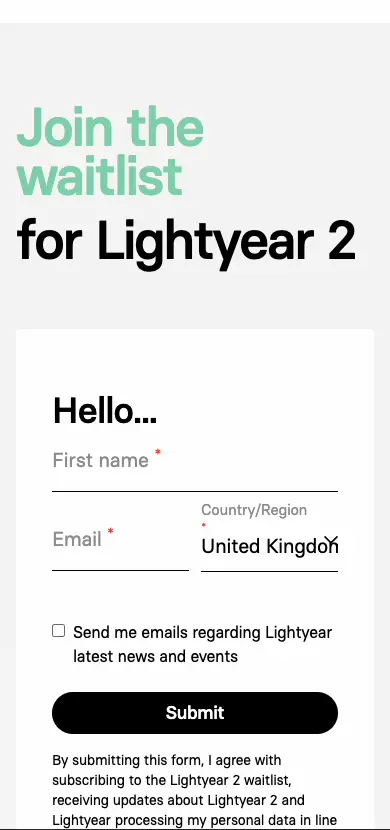 Join the
waitlist
for Lightyear 2
Hello...
First name *
Country/Region
*
Email *
United Kingdom
Send me emails regarding Lightyear
latest news and events
Submit
By submitting this form, I agree with
subscribing to the Lightyear 2 waitlist,
receiving updates about Lightyear 2 and
Lightyear processing my personal data in line